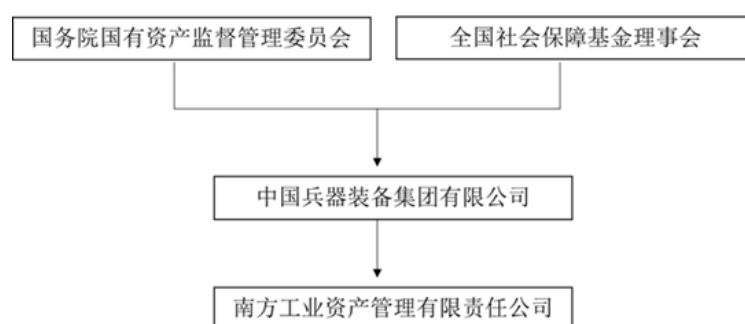 国务院国有资产监督管理委员会
全国社会保障基金理事会
中国兵器装备集团有限公司
南方工业资产管理有限责任公司